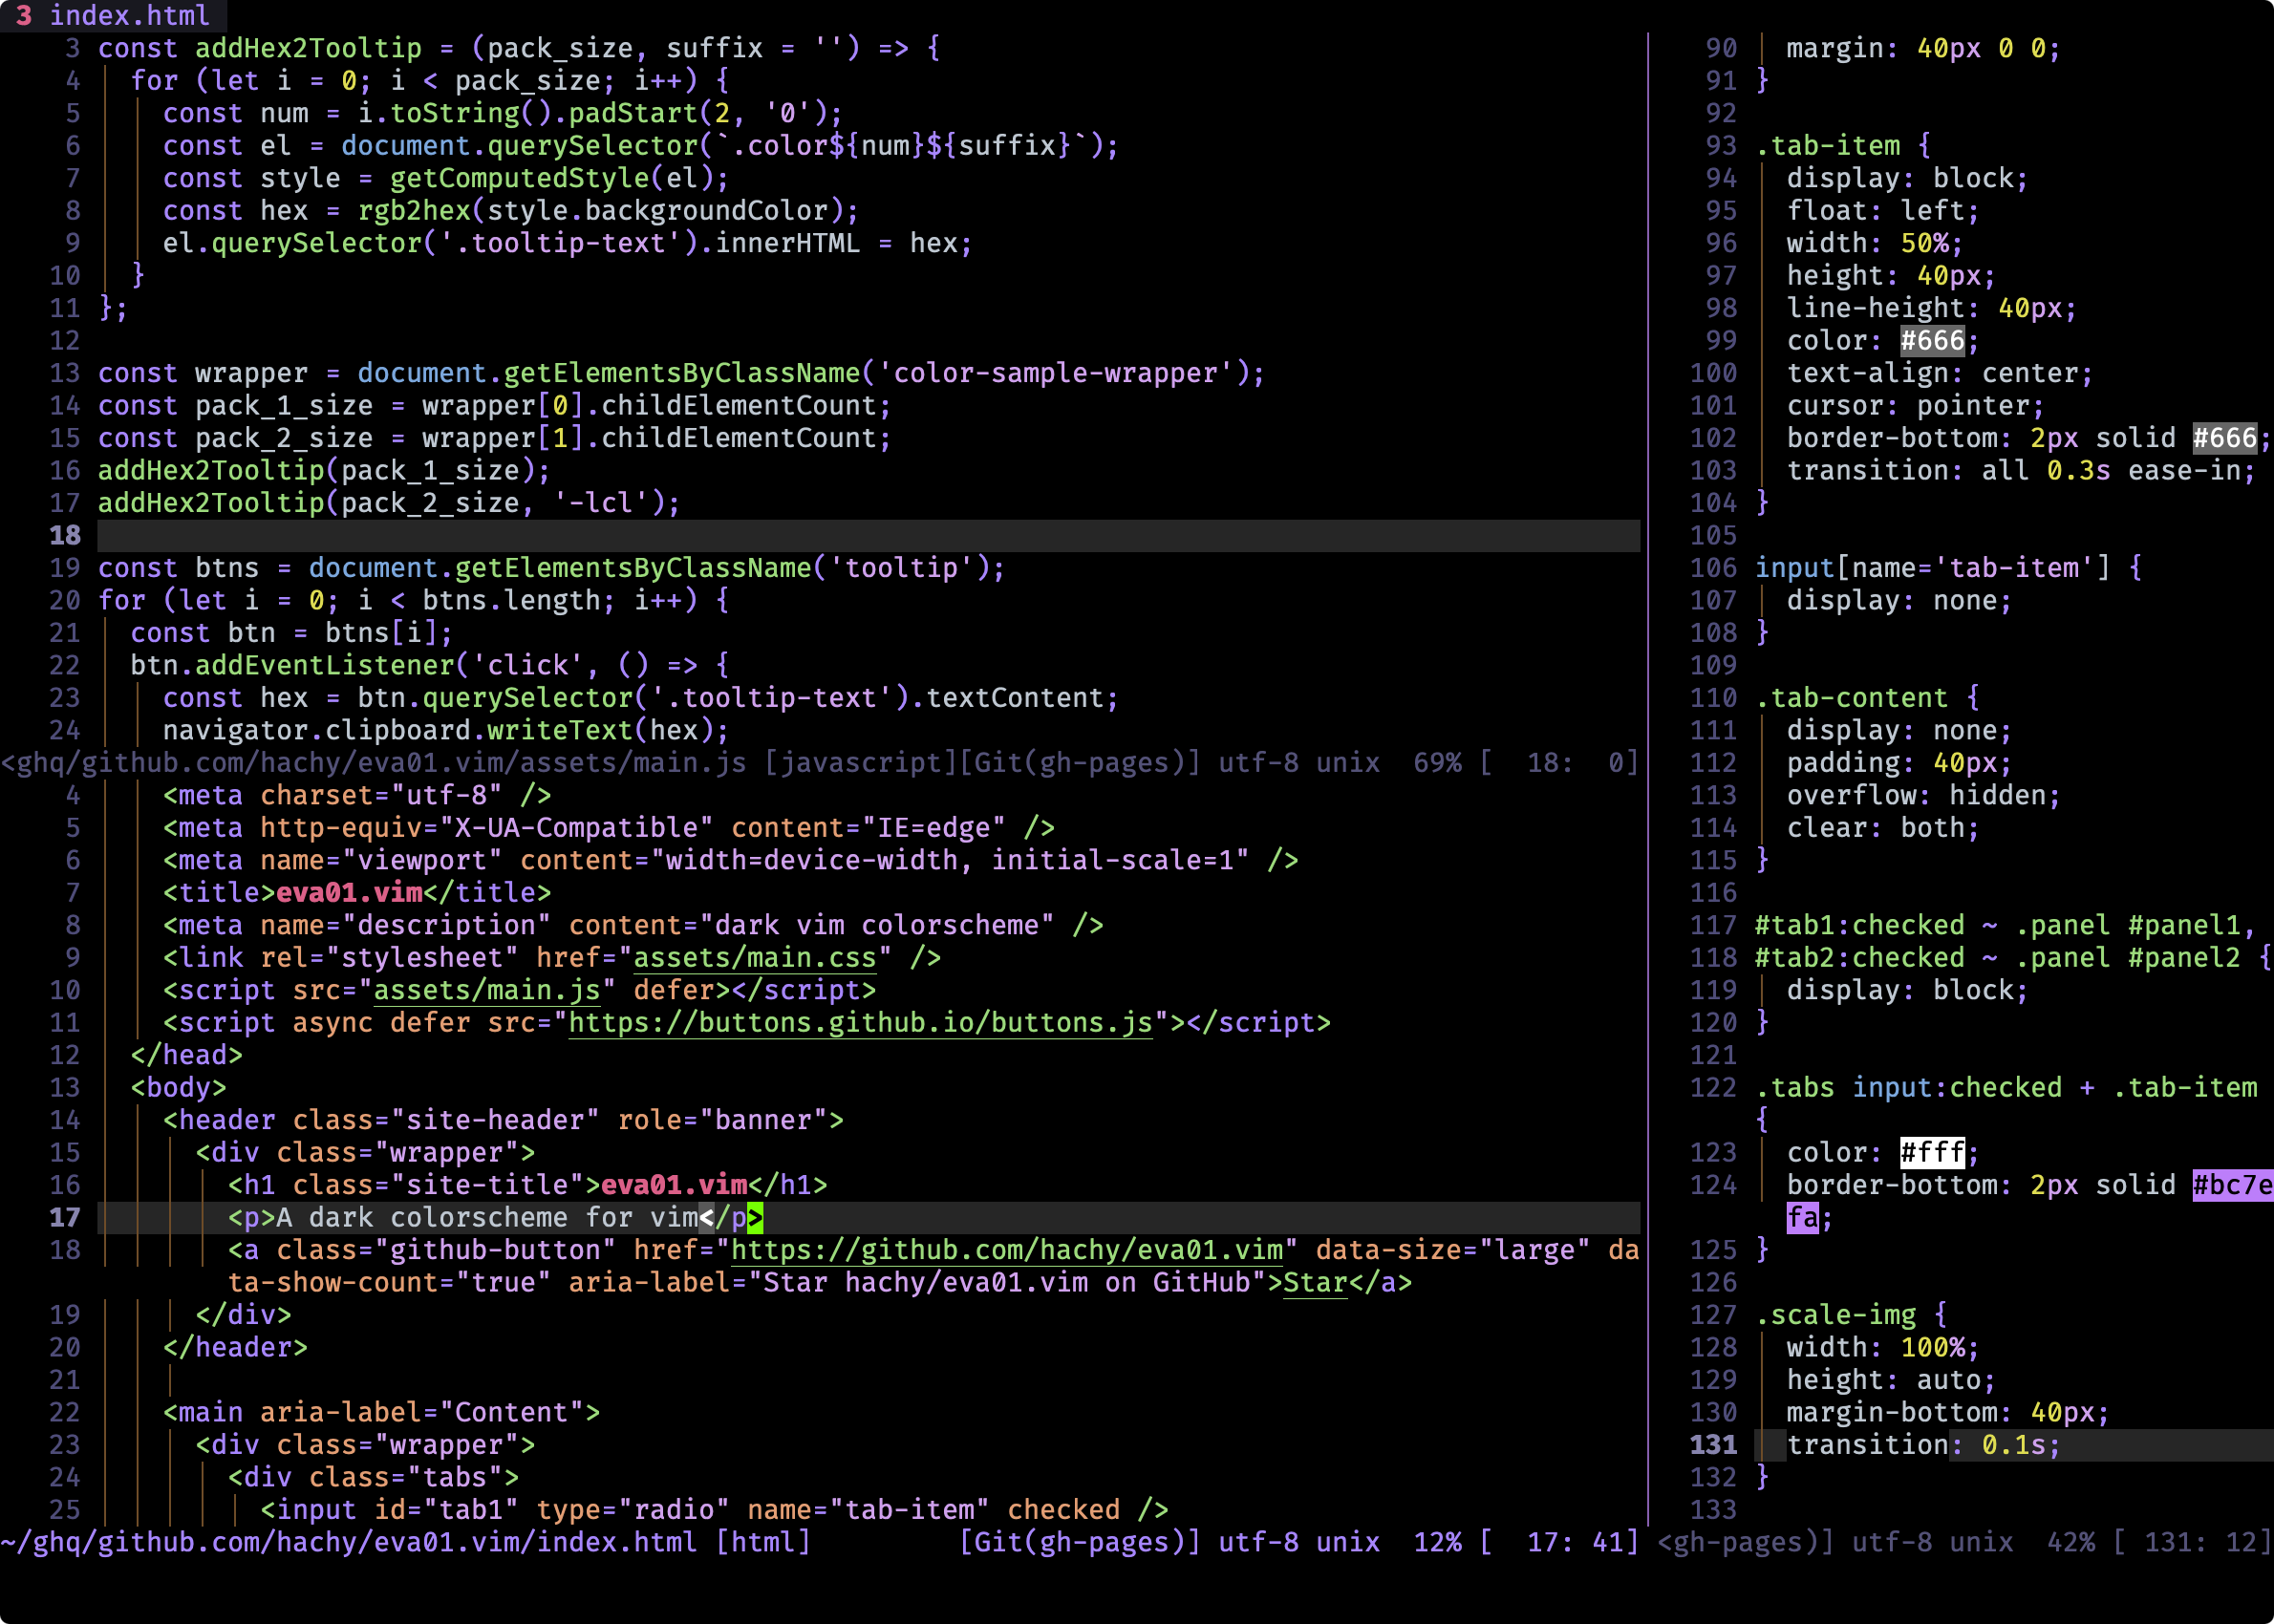 3 index.html
3 const addHex2Tooltip = (pack_size, suffix = '') => {
4 for (let i = 0; i < pack_size; i++) {
5 const num = i.toString().padStart(2, '0');
6 const el = document.querySelector(`.color${num}${suffix}`);
7 const style = getComputedStyle(el);
8 const hex = rgb2hex(style.backgroundColor);
9 el.querySelector('.tooltip-text').innerHTML = hex;
10 }
11 };
12
13 const wrapper = document.getElementsByClassName('color-sample-wrapper');
14 const pack_1_size = wrapper[0].childElementCount;
15 const pack_2_size = wrapper[1].childElementCount;
16 addHex2Tooltip(pack_1_size);
17 addHex2Tooltip(pack_2_size, '-lcl');
18
19 const btns = document.getElementsByClassName('tooltip');
20 for (let i = 0; i < btns.length; i++) {
21 const btn = btns[i];
22 btn.addEventListener('click', () => {
23 const hex = btn.querySelector('.tooltip-text').textContent;
24 navigator.clipboard.writeText(hex);
<ghq/github.com/hachy/eva01.vim/assets/main.js [javascript][Git(gh-pages)] utf-8 unix 69% [ 18: 0]
4 <meta charset="utf-8" />
5 <meta http-equiv="X-UA-Compatible" content="IE=edge" />
6 <meta name="viewport" content="width=device-width, initial-scale=1" />
7 <title>eva01.vim</title>
8 <meta name="description" content="dark vim colorscheme" />
9 <link rel="stylesheet" href="assets/main.css" />
10 <script src="assets/main.js" defer></script>
11 <script async defer src="https://buttons.github.io/buttons.js"></script>
12 </head>
13 <body>
14 <header class="site-header" role="banner">
15 <div class="wrapper">
16 <h1 class="site-title">eva01.vim</h1>
17 <p>A dark colorscheme for vim</p>
18 <a class="github-button" href="https://github.com/hachy/eva01.vim" data-size="large" da
ta-show-count="true" aria-label="Star hachy/eva01.vim on GitHub">Star</a>
19 </div>
20 </header>
21
22 <main aria-label="Content">
23 <div class="wrapper">
24 <div class="tabs">
25 <input id="tab1" type="radio" name="tab-item" checked />
~/ghq/github.com/hachy/eva01.vim/index.html [html] [Git(gh-pages)] utf-8 unix 12% [ 17: 41]
90 margin: 40px 0 0;
91 }
92
93 .tab-item {
94 display: block;
95 float: left;
96 width: 50%;
97 height: 40px;
98 line-height: 40px;
99 color: #666;
100 text-align: center;
101 cursor: pointer;
102 border-bottom: 2px solid #666;
103 transition: all 0.3s ease-in;
104 }
105
106 input[name='tab-item'] {
107 display: none;
108 }
109
110 .tab-content {
111 display: none;
112 padding: 40px;
113 overflow: hidden;
114 clear: both;
115 }
116
117 #tab1:checked ~ .panel #panel1,
118 #tab2:checked ~ .panel #panel2 {
119 display: block;
120 }
121
122 .tabs input:checked + .tab-item
{
123 color: #fff;
124 border-bottom: 2px solid #bc7e
fa;
125 }
126
127 .scale-img {
128 width: 100%;
129 height: auto;
130 margin-bottom: 40px;
131 transition: 0.1s;
132 }
133
<gh-pages)] utf-8 unix 42% [ 131: 12]